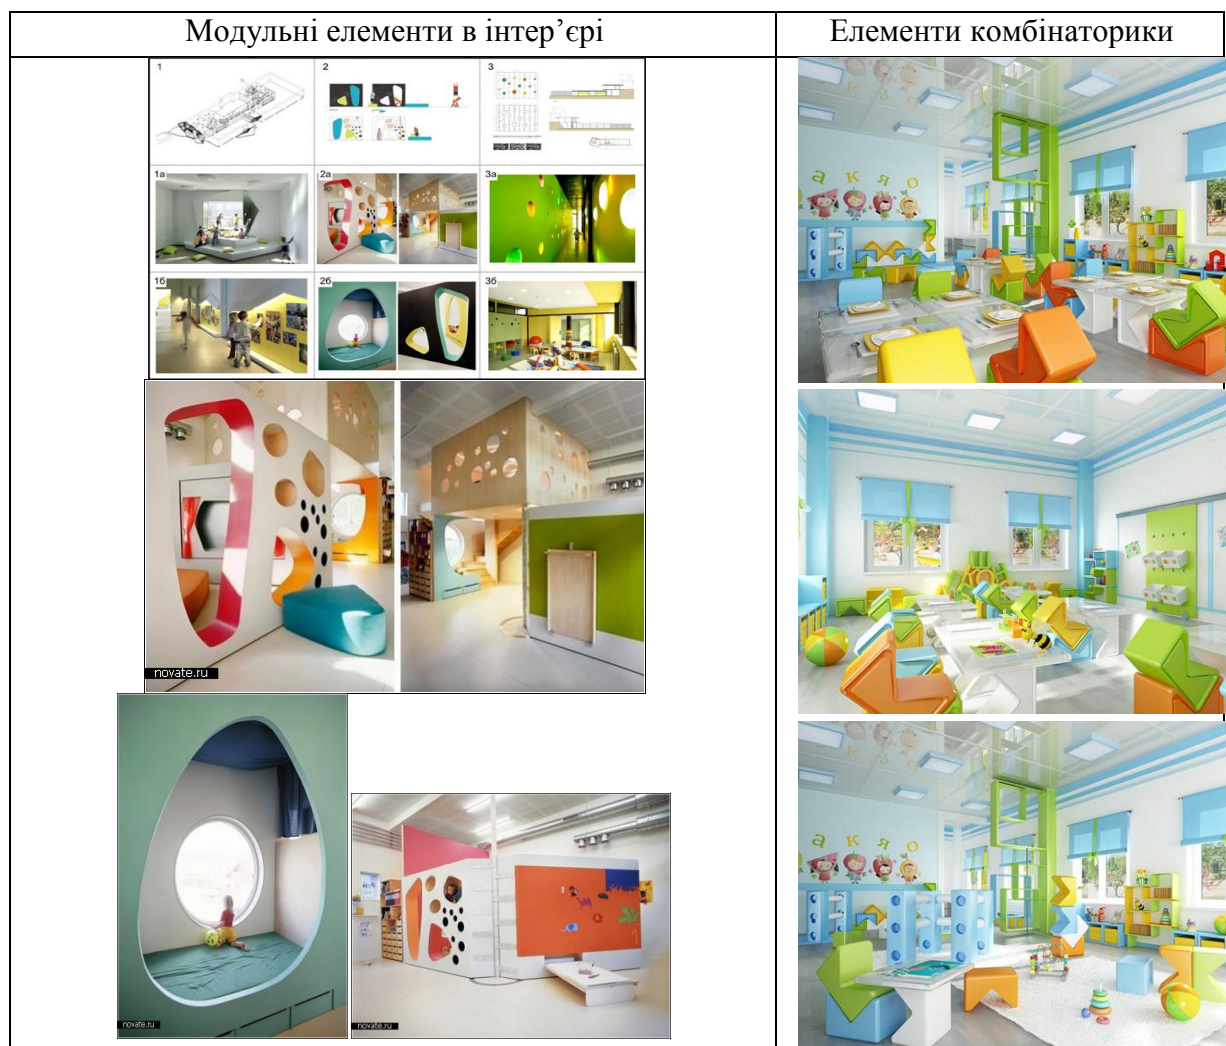 Модульні елементи в інтер’єрі
Елементи комбінаторики
1
2
3
1а
2а
3а
1б
2б
3б
novate.ru
novate.ru
novate.ru
а к я о
а к я о